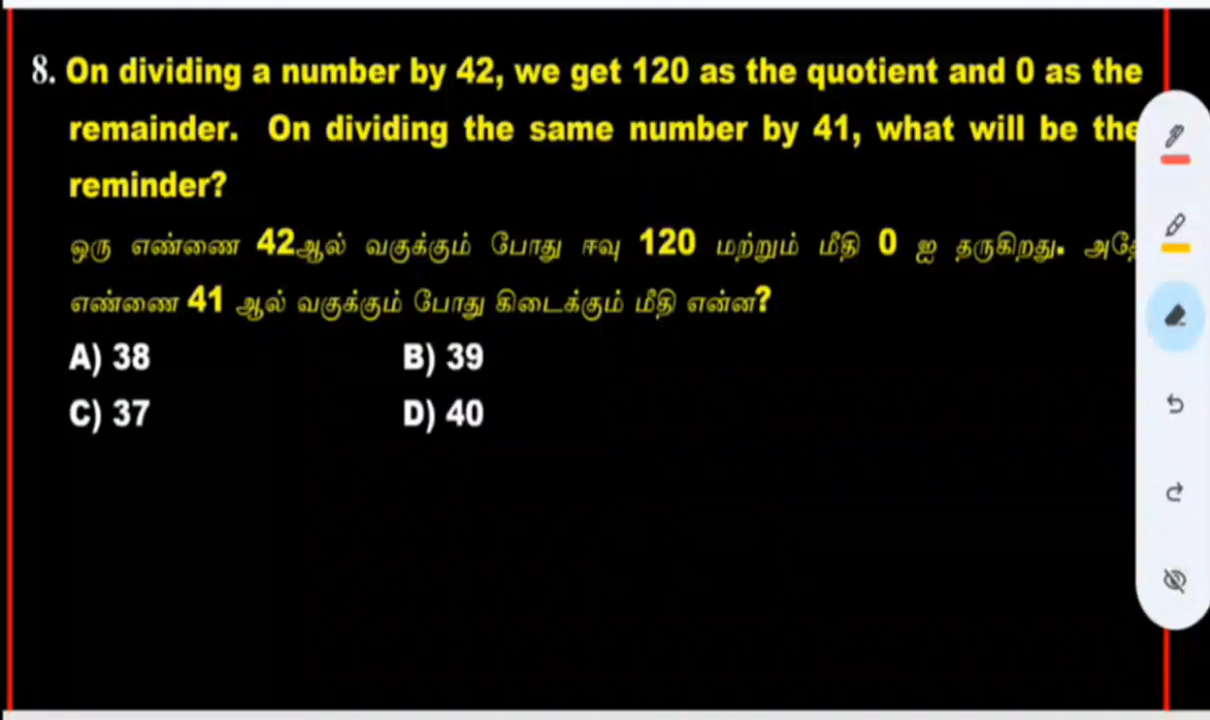 8. On dividing a number by 42, we get 120 as the quotient and 0 as the
remainder. On dividing the same number by 41, what will be the
reminder?
ஒரு எண்ணை 42ஆல் வகுக்கும் போது ஈவு 120 மற்றும் மீதி 0 ஐ தருகிறது.
எண்ணை 41 ஆல் வகுக்கும் போது கிடைக்கும் மீதி என்ன?
A) 38 B) 39
C) 37 D) 40